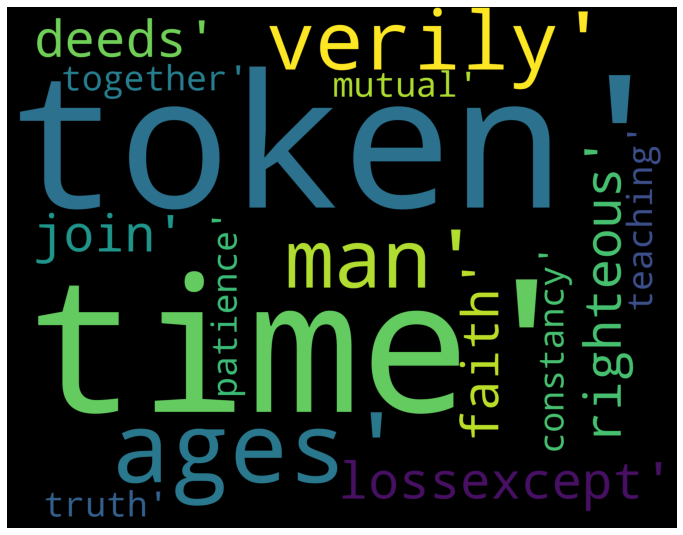 deeds' verily'
together' mutual'
token'
teaching'
join' man' righteous'
patience' constancy'
time' faith'
ages'
lossexcept'
truth'